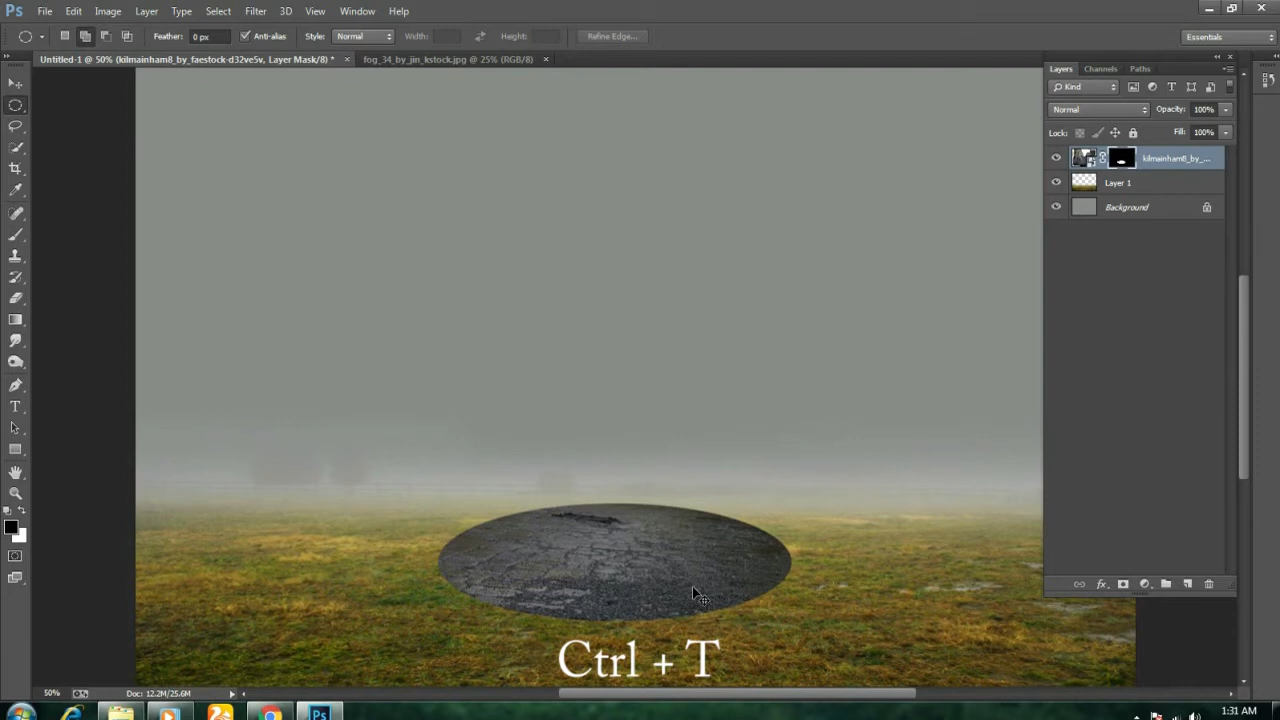 Ps File Edit Image Layer Type Select Filter 3D View Window Help
Feather: 0 px Anti-alias Style: Normal Width: Height: Refine Edge... Essentials
Untitled-1 @ 50% (kilmainham8_by_faestock-d32ve5v, Layer Mask/8) * × fog_34_by_jin_kstock.jpg @ 25% (RGB/8) ×
Layers Channels Paths
Kind T
Normal Opacity: 100%
Lock: Fill: 100%
kilmainham8_by_...
Layer 1
Background
fx
Ctrl + T
50% Doc: 12.2M/25.6M
Ps 1:31 AM